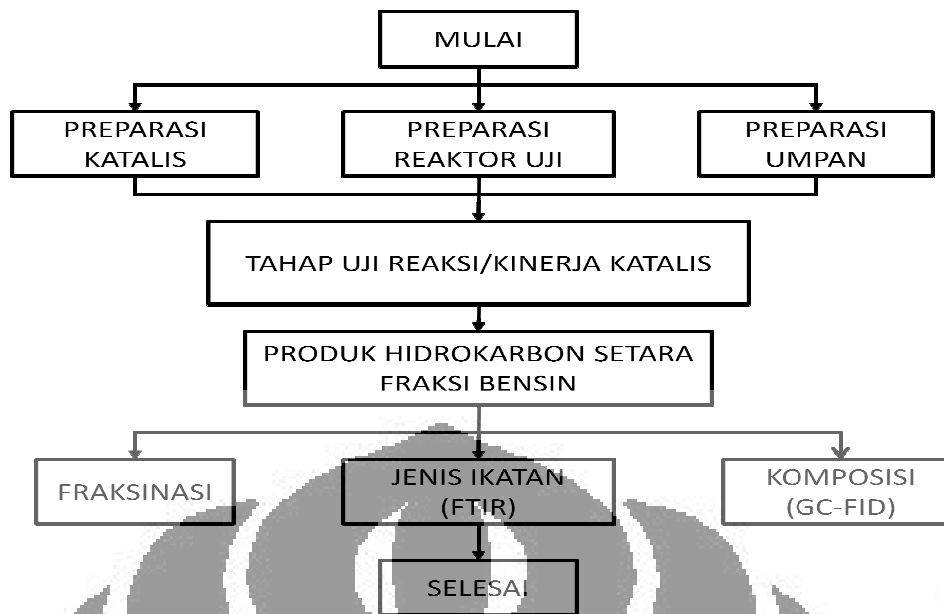 MULAI
PREPARASI
KATALIS
PREPARASI
REAKTOR UJI
PREPARASI
UMPAN
TAHAP UJI REAKSI/KINERJA KATALIS
PRODUK HIDROKARBON SETARA
FRAKSI BENSIN
FRAKSINASI
JENIS IKATAN
(FTIR)
KOMPOSISI
(GC-FID)
SELESAI